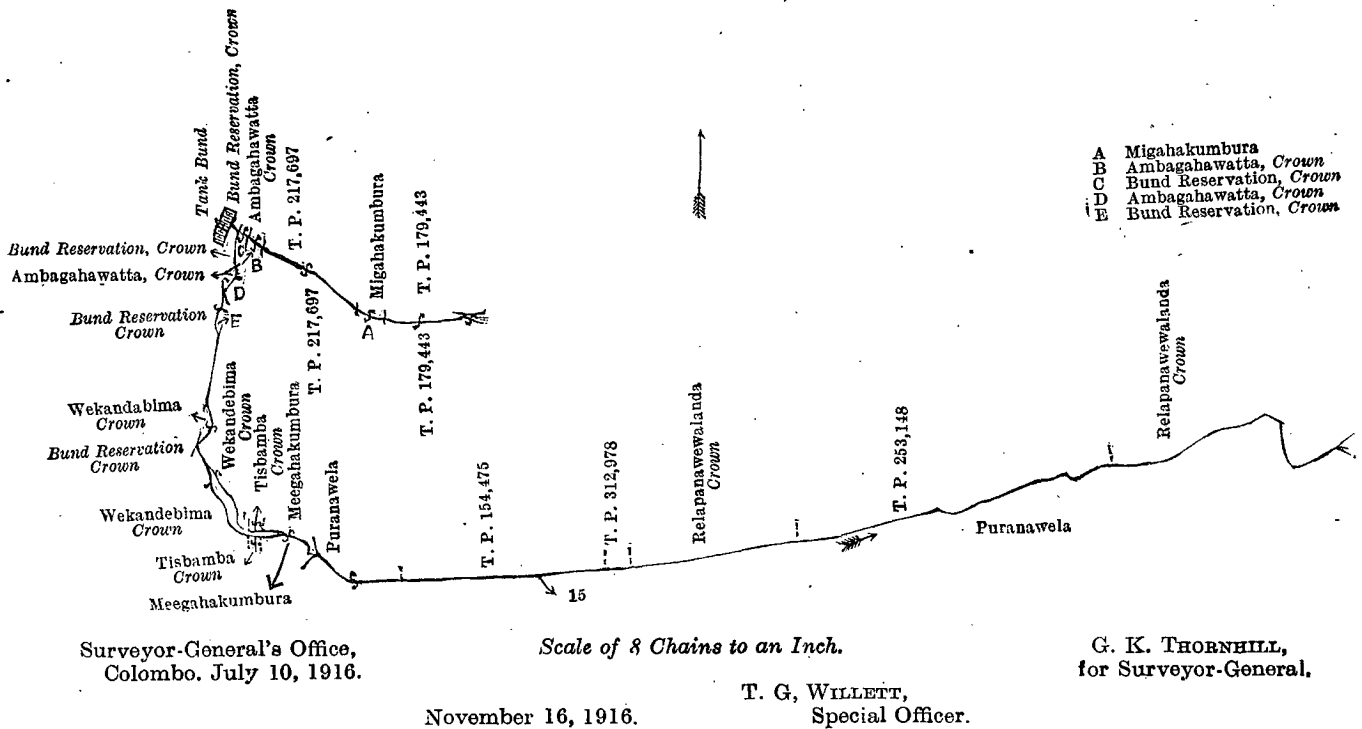 Tank Bund
Bund Reservation, Crown
Ambagahawatta
Crown
T. P. 217,697
Migahakumbura
T. P. 179,443
A Migahakumbura
B Ambagahawatta, Crown
C Bund Reservation, Crown
D Ambagahawatta, Crown
E Bund Reservation, Crown
Bund Reservation, Crown
Ambagahawatta, Crown
C
B
D
E
A
Bund Reservation
Crown
T. P. 217,697
T. P. 179,443
Wekandabima
Crown
Bund Reservation
Crown
Wekandebima
Crown
Tisbamba
Crown
Meegahakumbura
Puranawela
T. P. 154,475
T. P. 312,978
Relapanawewalanda
Crown
T. P. 253,148
Relapanawewalanda
Crown
Puranawela
Wekandebima
Crown
Tisbamba
Crown
Meegahakumbura
15
Surveyor-General's Office,
Colombo. July 10, 1916.
Scale of 8 Chains to an Inch.
G. K. THORNHILL,
for Surveyor-General.
T. G, WILLETT,
Special Officer.
November 16, 1916.